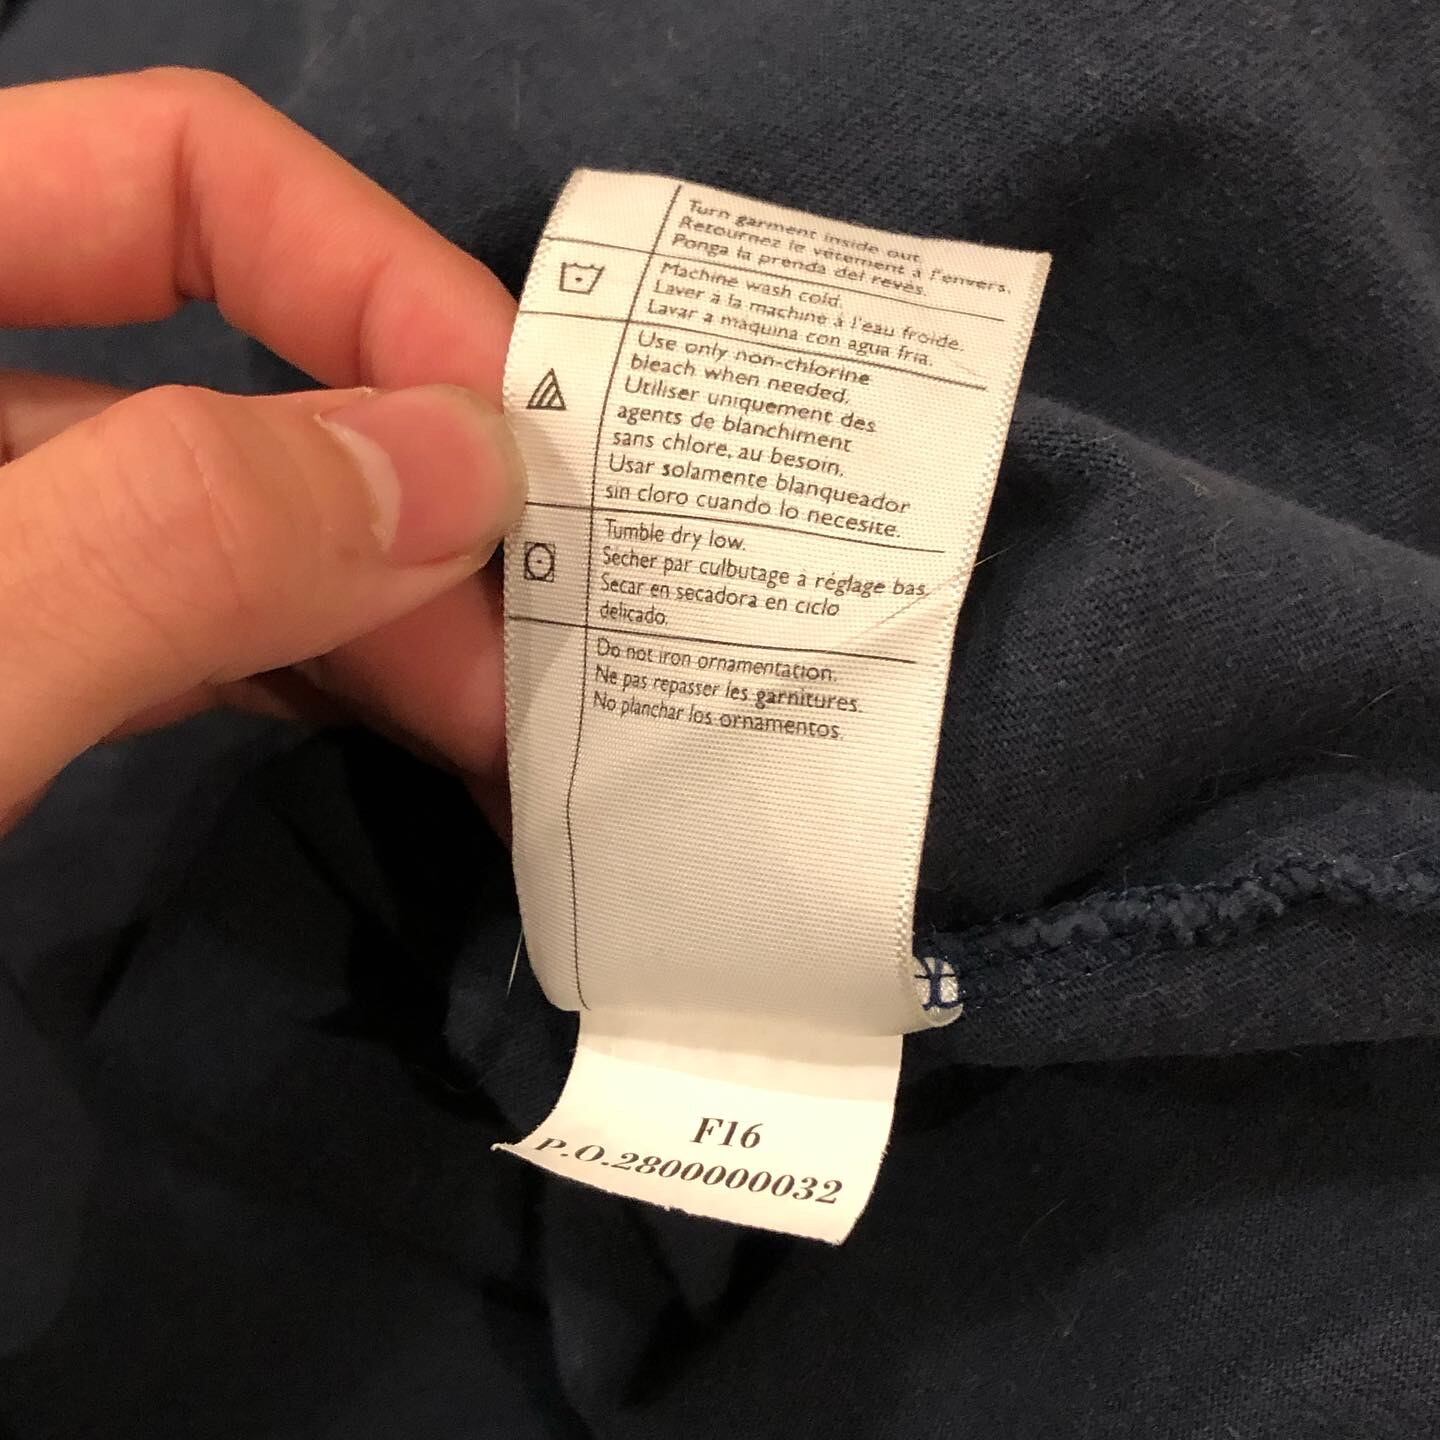 Turn garment inside out.
Retournez le vêtement à l'envers.
Ponga la prenda del revés.
Machine wash cold.
Laver à la machine à l'eau froide.
Lavar a máquina con agua fria.
Use only non-chlorine
bleach when needed.
Utiliser uniquement des
agents de blanchiment
sans chlore, au besoin.
Usar solamente blanqueador
sin cloro cuando lo necesite.
Tumble dry low.
Secher par culbutage à réglage bas.
Secar en secadora en ciclo
delicado.
Do not iron ornamentation.
Ne pas repasser les garnitures.
No planchar los ornamentos.
F16
P.O.2800000032